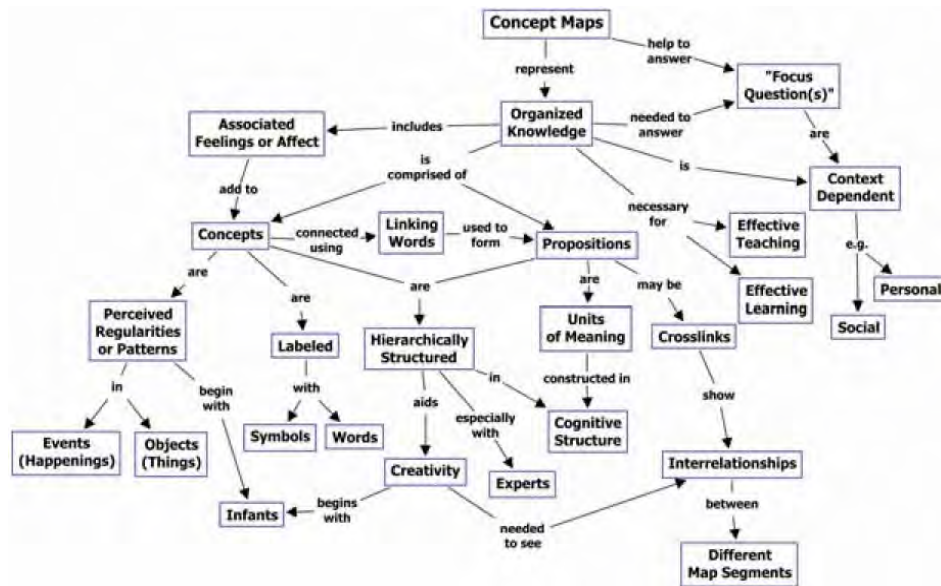 Concept Maps
help to
answer
represent
"Focus
Question(s)"
Organized
Knowledge
needed to
answer
Associated
Feelings or Affect
includes
are
is
comprised of
is
Context
Dependent
add to
necessary
for
Linking
Words
Effective
Teaching
Concepts
connected
using
used to
form
Propositions
e.g.
are
are
are
are
may be
Effective
Learning
Personal
Perceived
Regularities
or Patterns
Labeled
Hierarchically
Structured
Units
of Meaning
Crosslinks
Social
in
begin
with
with
aids
in
constructed in
show
especially
with
Events
(Happenings)
Objects
(Things)
Symbols
Words
Cognitive
Structure
Creativity
Experts
Interrelationships
Infants
begins
with
needed
to see
between
Different
Map Segments